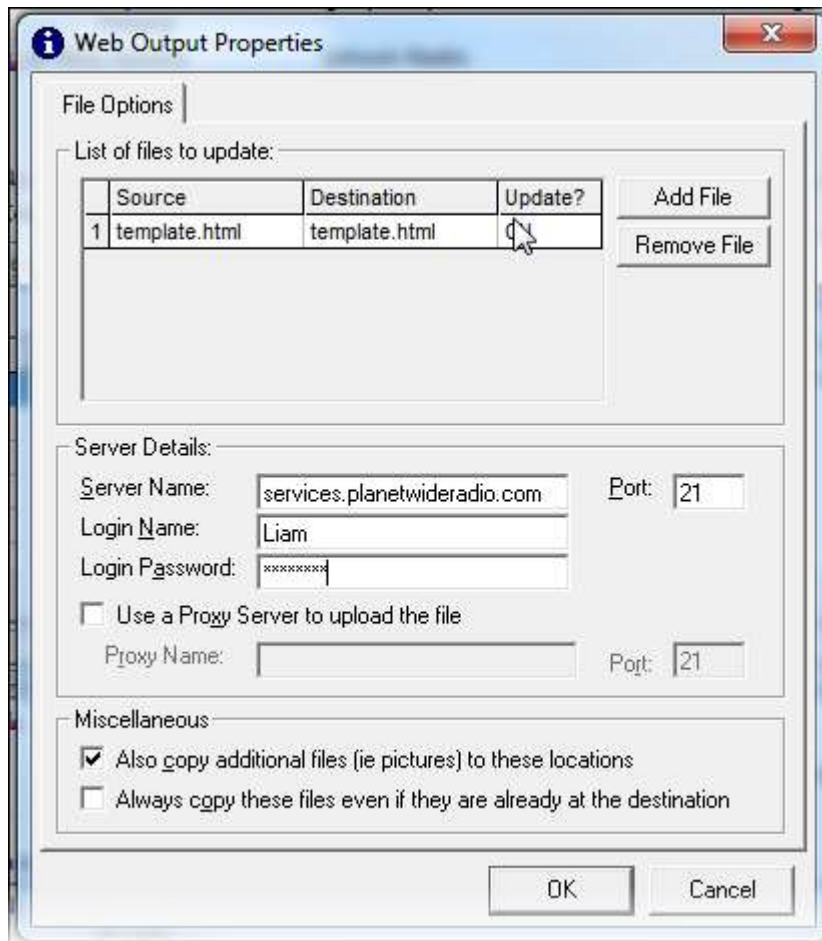 Web Output Properties
File Options
List of files to update:
Source Destination Update?
1 template.html template.html
Add File
Remove File
Server Details:
Server Name: services.planetwideradio.com Port: 21
Login Name: Liam
Login Password: ********
Use a Proxy Server to upload the file
Proxy Name: Port: 21
Miscellaneous
Also copy additional files (ie pictures) to these locations
Always copy these files even if they are already at the destination
OK Cancel